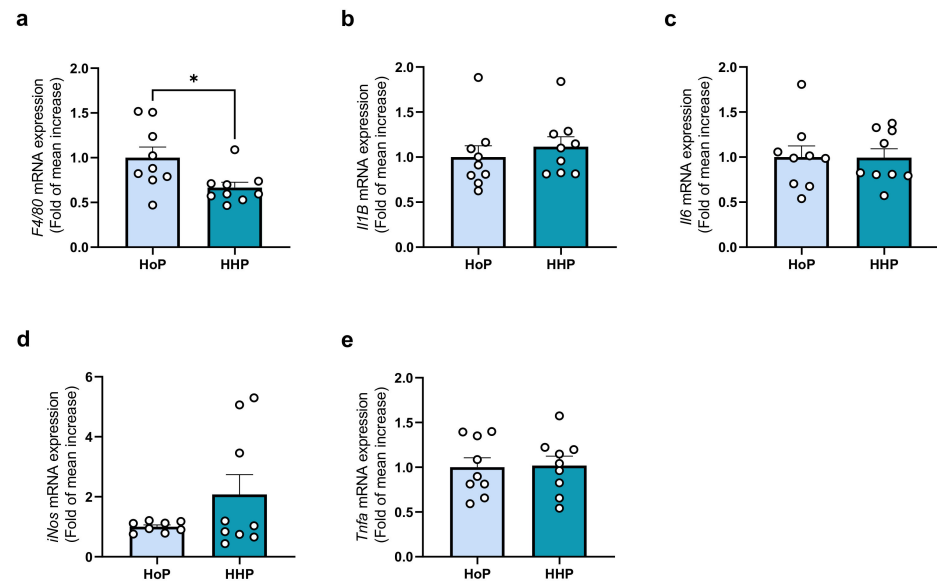 a
F4/80 mRNA expression
(Fold of mean increase)
2.0
1.5
1.0
0.5
0.0
*
HoP HHP
b
Il1B mRNA expression
(Fold of mean increase)
2.0
1.5
1.0
0.5
0.0
HoP HHP
c
Il6 mRNA expression
(Fold of mean increase)
2.0
1.5
1.0
0.5
0.0
HoP HHP
d
iNos mRNA expression
(Fold of mean increase)
6
4
2
0
HoP HHP
e
Tnfa mRNA expression
(Fold of mean increase)
2.0
1.5
1.0
0.5
0.0
HoP HHP